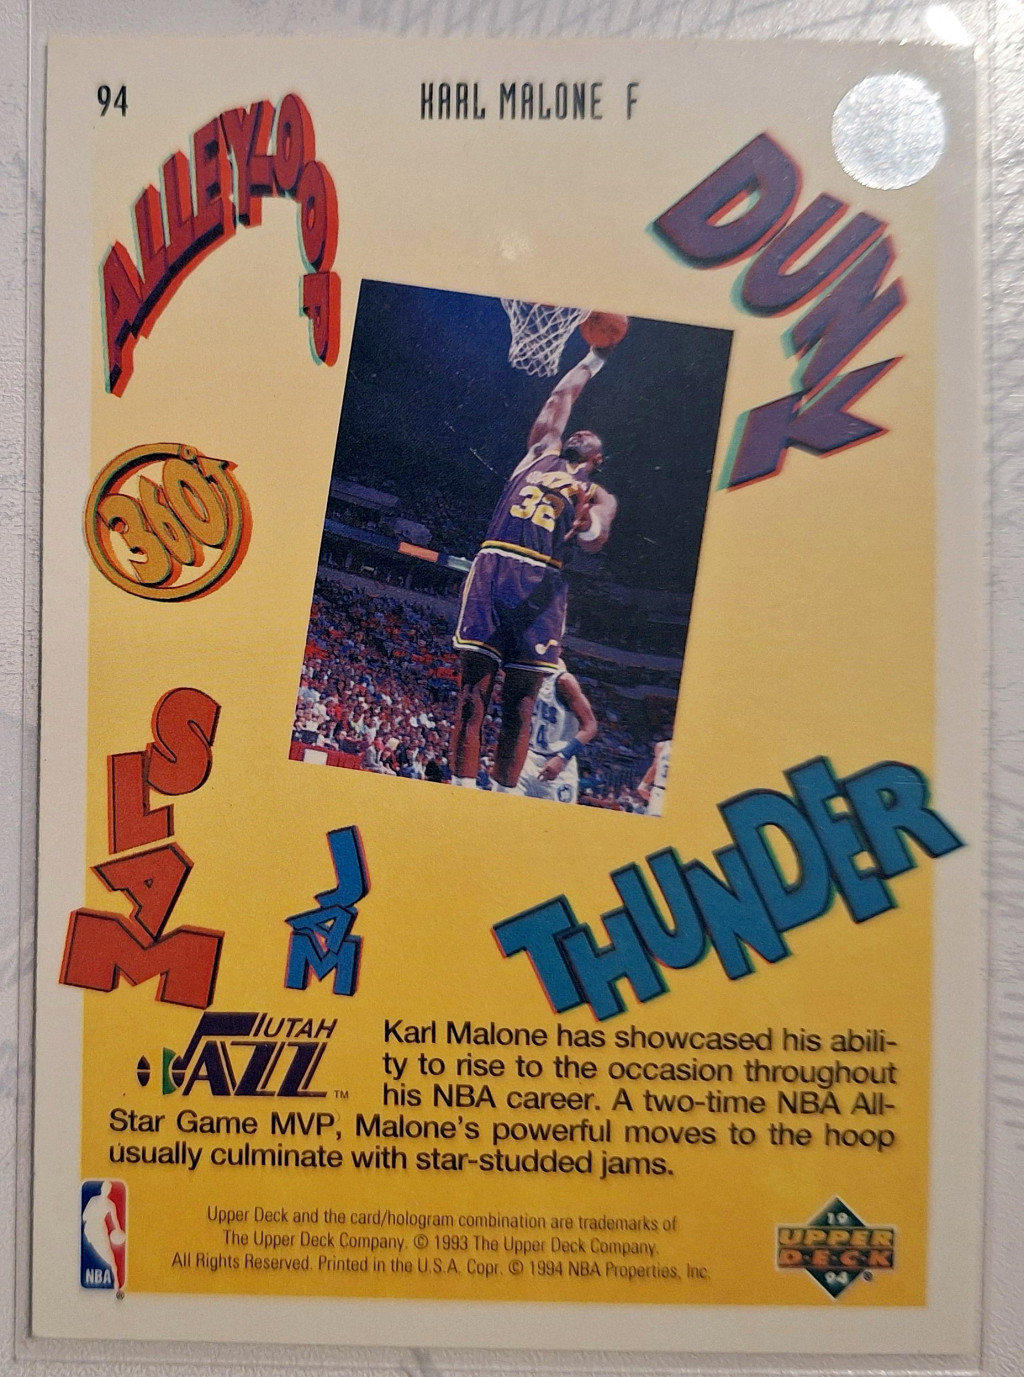 94
KARL MALONE F
ALLEY-OOP
DUNK
32
360°
SLAM
JAM
THUNDER
UTAH
JAZZ™
Karl Malone has showcased his abili-
ty to rise to the occasion throughout
his NBA career. A two-time NBA All-
Star Game MVP, Malone's powerful moves to the hoop
usually culminate with star-studded jams.
Upper Deck and the card/hologram combination are trademarks of
The Upper Deck Company. © 1993 The Upper Deck Company.
All Rights Reserved. Printed in the U.S.A. Copr. © 1994 NBA Properties, Inc.
NBA®
19
UPPER
DECK®
94